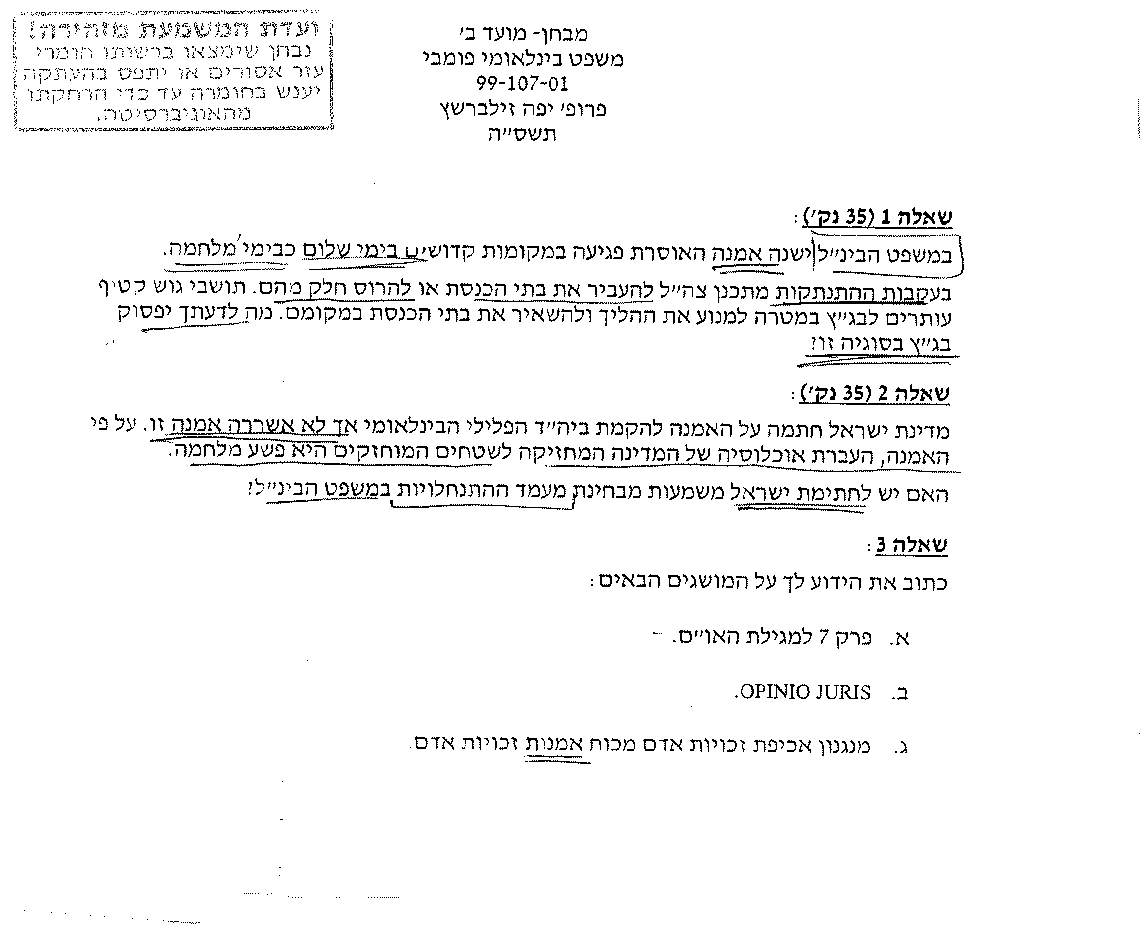 ועדת המשמעת מזהירה!
נבחן שימצאו ברשותו חומרי
עזר אסורים או יתפס בהעתקה
יענש בחומרה עד כדי הרחקתו
מהאוניברסיטה.
מבחן- מועד ב'
משפט בינלאומי פומבי
99-107-01
פרופ' יפה זילברשץ
תשס"ה
שאלה 1 (35 נק'):
במשפט הבינ"ל ישנה אמנה האוסרת פגיעה במקומות קדושים בימי שלום כבימי מלחמה.
בעקבות ההתנתקות מתכנן צה"ל להעביר את בתי הכנסת או להרוס חלק מהם. תושבי גוש קטיף
עותרים לבג"ץ במטרה למנוע את ההליך ולהשאיר את בתי הכנסת במקומם. מה לדעתך יפסוק
בג"ץ בסוגיה זו?
שאלה 2 (35 נק'):
מדינת ישראל חתמה על האמנה להקמת ביה"ד הפלילי הבינלאומי אך לא אשררה אמנה זו. על פי
האמנה, העברת אוכלוסיה של המדינה המחזיקה לשטחים המוחזקים היא פשע מלחמה.
האם יש לחתימת ישראל משמעות מבחינת מעמד ההתנחלויות במשפט הבינ"ל?
שאלה 3:
כתוב את הידוע לך על המושגים הבאים:
א. פרק 7 למגילת האו"ם.
ב. OPINIO JURIS.
ג. מנגנון אכיפת זכויות אדם מכוח אמנות זכויות אדם.